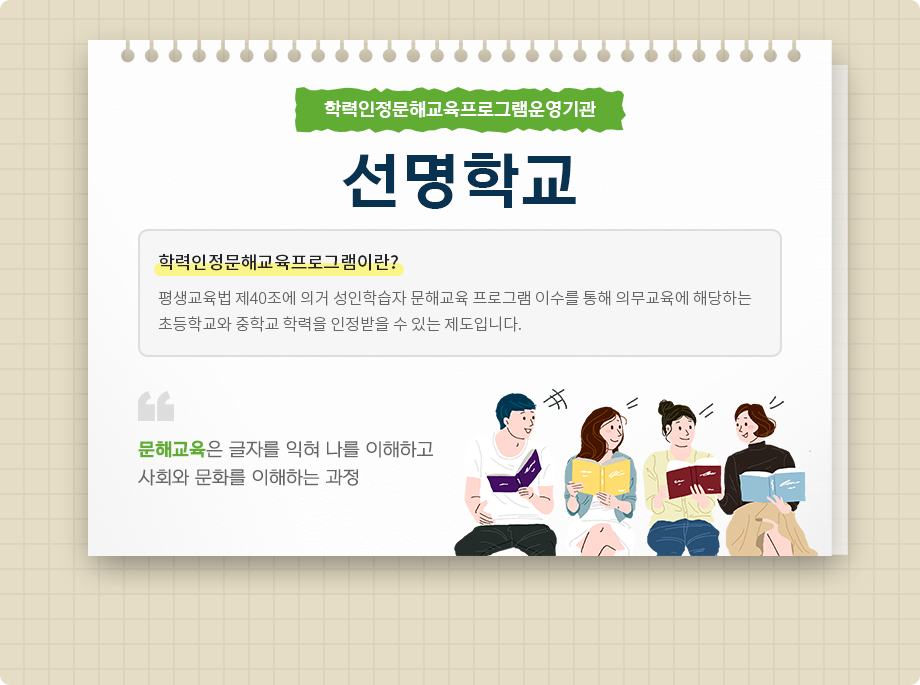 학력인정문해교육프로그램운영기관
선명학교
학력인정문해교육프로그램이란?
평생교육법 제40조에 의거 성인학습자 문해교육 프로그램 이수를 통해 의무교육에 해당하는
초등학교와 중학교 학력을 인정받을 수 있는 제도입니다.
문해교육은 글자를 익혀 나를 이해하고
사회와 문화를 이해하는 과정